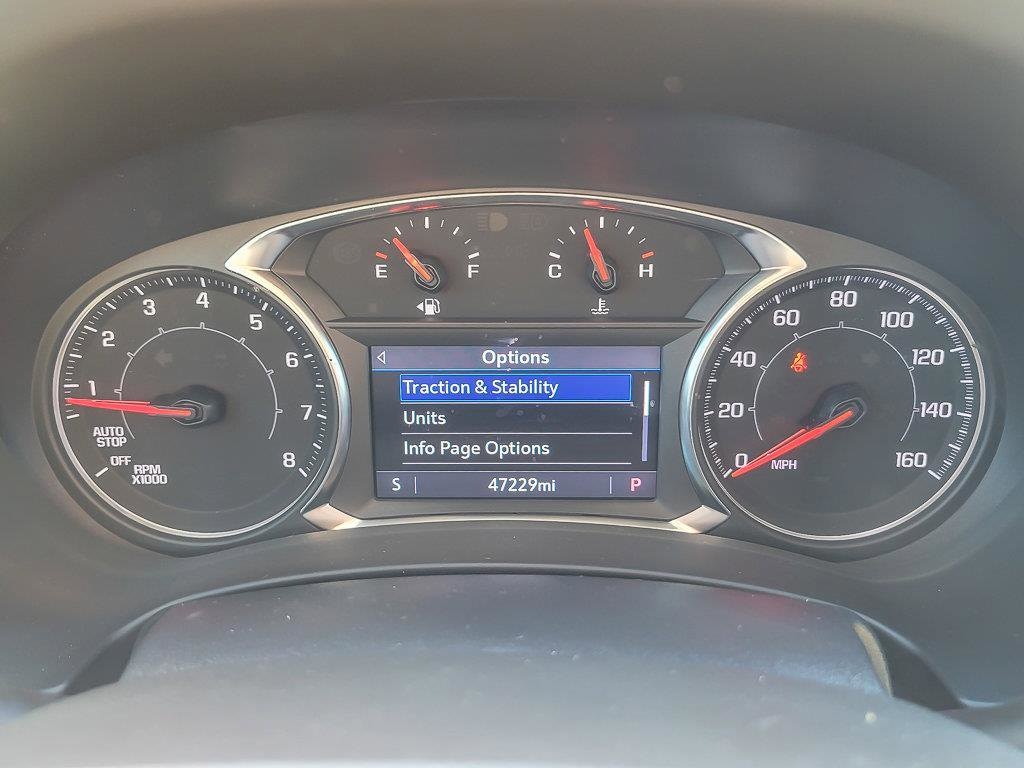 E F
C H
1
2
3
4
5
6
7
8
AUTO
STOP
OFF
RPM
X1000
Options
Traction & Stability
Units
Info Page Options
S 47229mi P
0
20
40
60
80
100
120
140
160
MPH